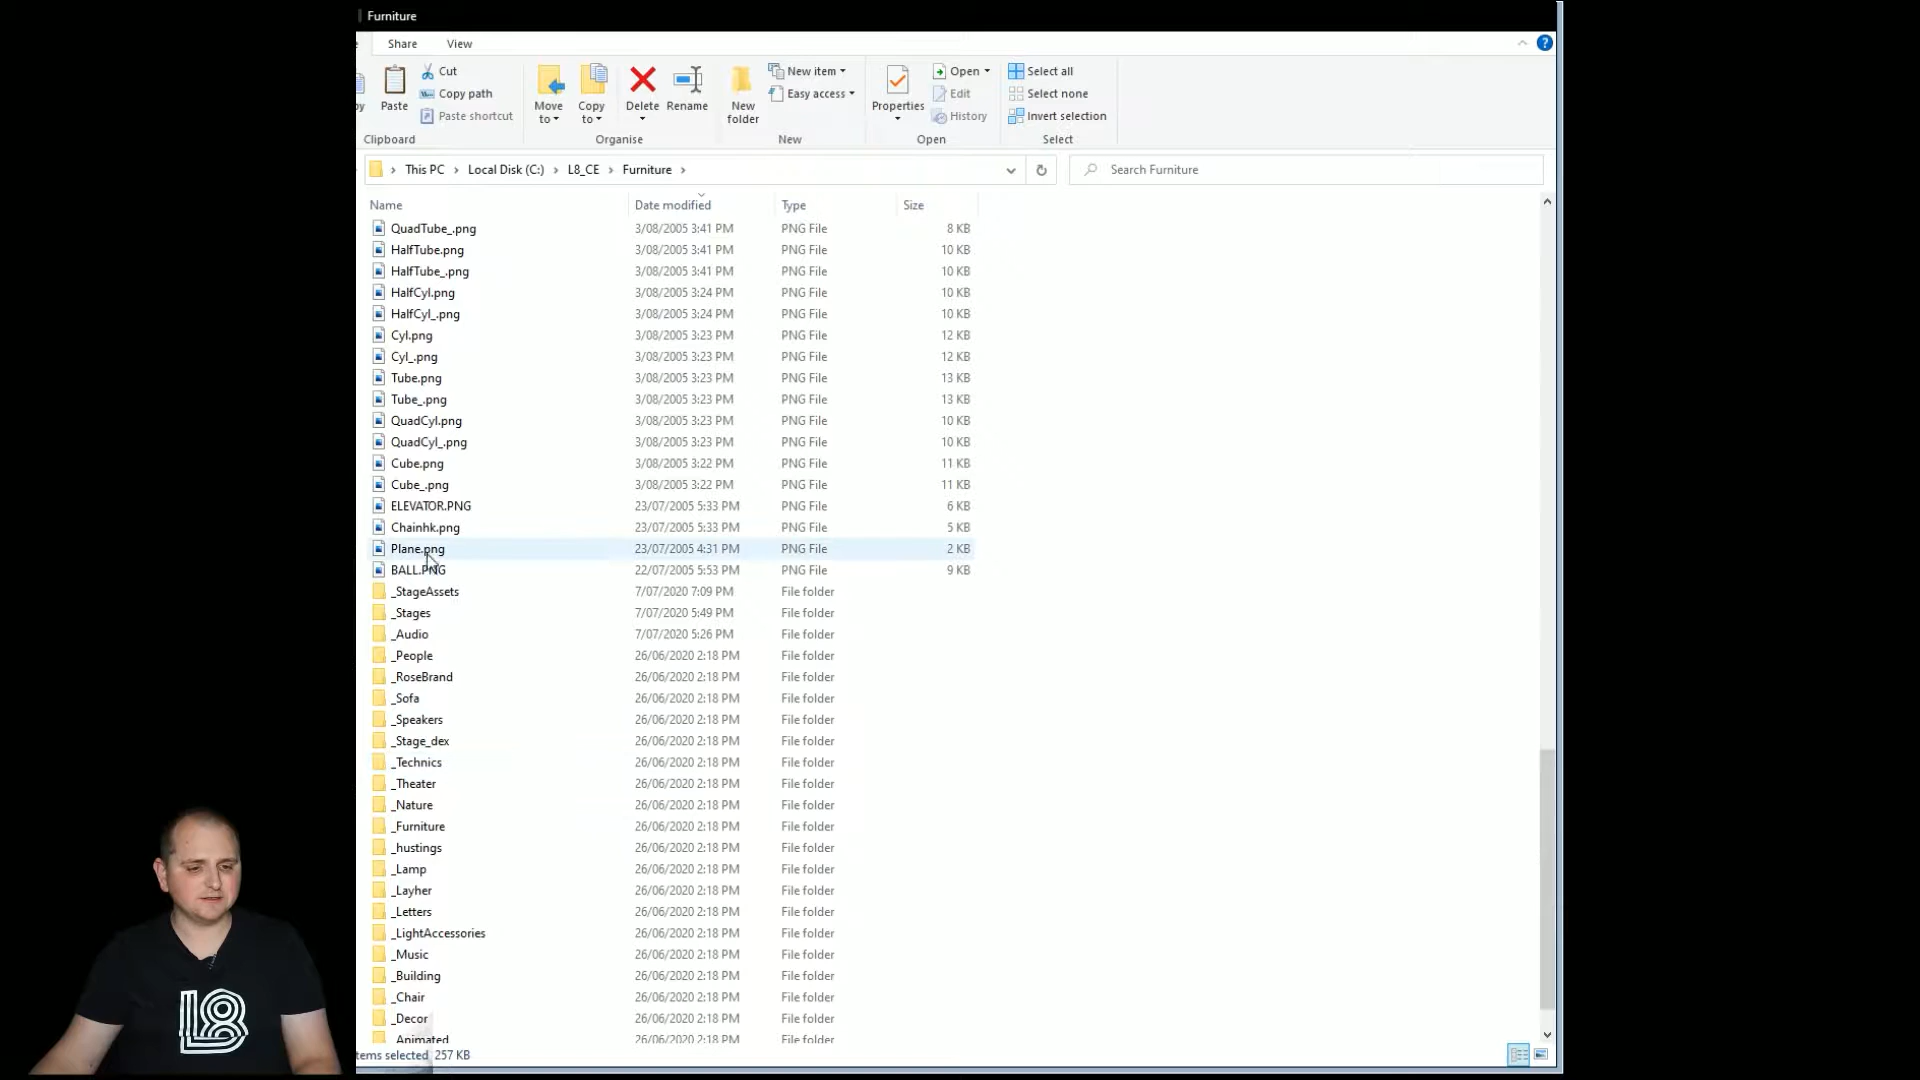 Furniture
Share View
Cut
Copy path
Paste shortcut
Paste
Move to
Copy to
Delete
Rename
New folder
New item
Easy access
Properties
Open
Edit
History
Select all
Select none
Invert selection
Clipboard Organise New Open Select
This PC > Local Disk (C:) > L8_CE > Furniture >
Search Furniture
Name Date modified Type Size
QuadTube_.png 3/08/2005 3:41 PM PNG File 8 KB
HalfTube.png 3/08/2005 3:41 PM PNG File 10 KB
HalfTube_.png 3/08/2005 3:41 PM PNG File 10 KB
HalfCyl.png 3/08/2005 3:24 PM PNG File 10 KB
HalfCyl_.png 3/08/2005 3:24 PM PNG File 10 KB
Cyl.png 3/08/2005 3:23 PM PNG File 12 KB
Cyl_.png 3/08/2005 3:23 PM PNG File 12 KB
Tube.png 3/08/2005 3:23 PM PNG File 13 KB
Tube_.png 3/08/2005 3:23 PM PNG File 13 KB
QuadCyl.png 3/08/2005 3:23 PM PNG File 10 KB
QuadCyl_.png 3/08/2005 3:23 PM PNG File 10 KB
Cube.png 3/08/2005 3:22 PM PNG File 11 KB
Cube_.png 3/08/2005 3:22 PM PNG File 11 KB
ELEVATOR.PNG 23/07/2005 5:33 PM PNG File 6 KB
Chainhk.png 23/07/2005 5:33 PM PNG File 5 KB
Plane.png 23/07/2005 4:31 PM PNG File 2 KB
BALL.PNG 22/07/2005 5:53 PM PNG File 9 KB
_StageAssets 7/07/2020 7:09 PM File folder
_Stages 7/07/2020 5:49 PM File folder
_Audio 7/07/2020 5:26 PM File folder
_People 26/06/2020 2:18 PM File folder
_RoseBrand 26/06/2020 2:18 PM File folder
_Sofa 26/06/2020 2:18 PM File folder
_Speakers 26/06/2020 2:18 PM File folder
_Stage_dex 26/06/2020 2:18 PM File folder
_Technics 26/06/2020 2:18 PM File folder
_Theater 26/06/2020 2:18 PM File folder
_Nature 26/06/2020 2:18 PM File folder
_Furniture 26/06/2020 2:18 PM File folder
_hustings 26/06/2020 2:18 PM File folder
_Lamp 26/06/2020 2:18 PM File folder
_Layher 26/06/2020 2:18 PM File folder
_Letters 26/06/2020 2:18 PM File folder
_LightAccessories 26/06/2020 2:18 PM File folder
_Music 26/06/2020 2:18 PM File folder
_Building 26/06/2020 2:18 PM File folder
_Chair 26/06/2020 2:18 PM File folder
_Decor 26/06/2020 2:18 PM File folder
_Animated 26/06/2020 2:18 PM File folder
tems selected 257 KB
L8